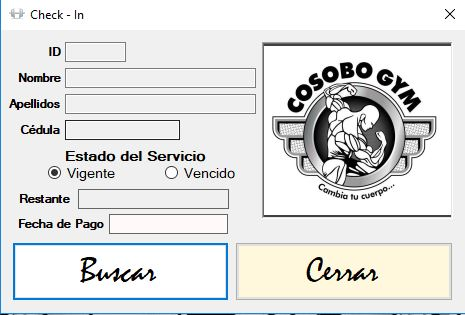 Check - In
ID
Nombre
Apellidos
Cédula
Estado del Servicio
Vigente Vencido
Restante
Fecha de Pago
COSOBO GYM
Cambia tu cuerpo...
Buscar Cerrar